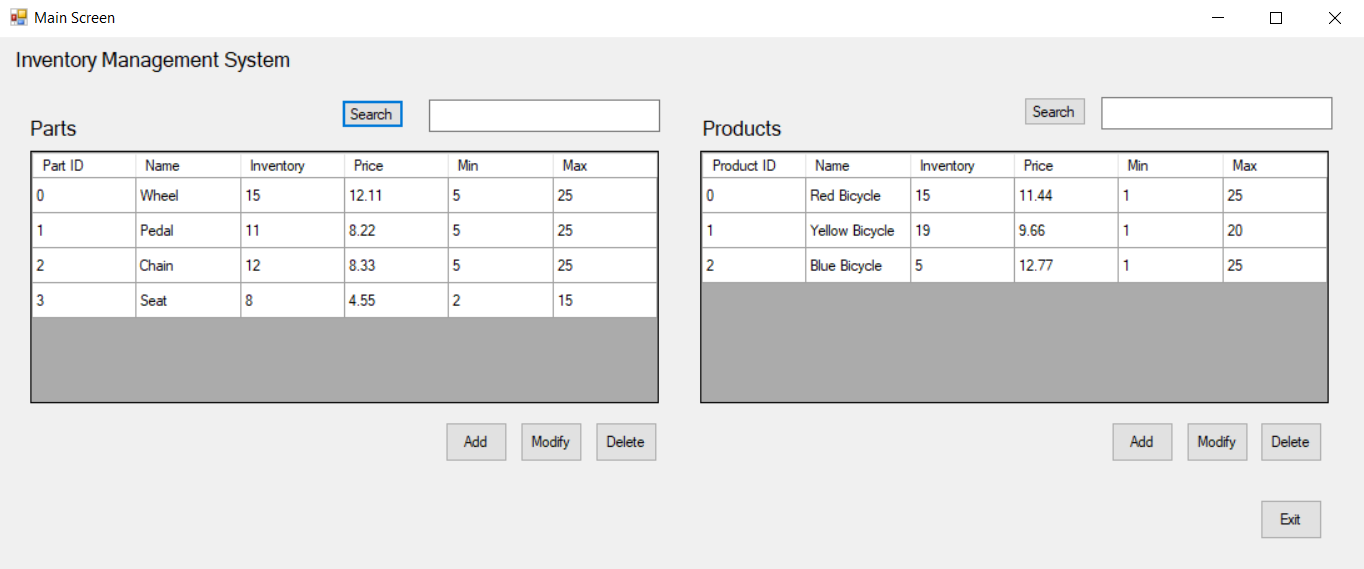 Main Screen
Inventory Management System
Search
Parts
Part ID Name Inventory Price Min Max
0 Wheel 15 12.11 5 25
1 Pedal 11 8.22 5 25
2 Chain 12 8.33 5 25
3 Seat 8 4.55 2 15
Add Modify Delete
Search
Products
Product ID Name Inventory Price Min Max
0 Red Bicycle 15 11.44 1 25
1 Yellow Bicycle 19 9.66 1 20
2 Blue Bicycle 5 12.77 1 25
Add Modify Delete
Exit